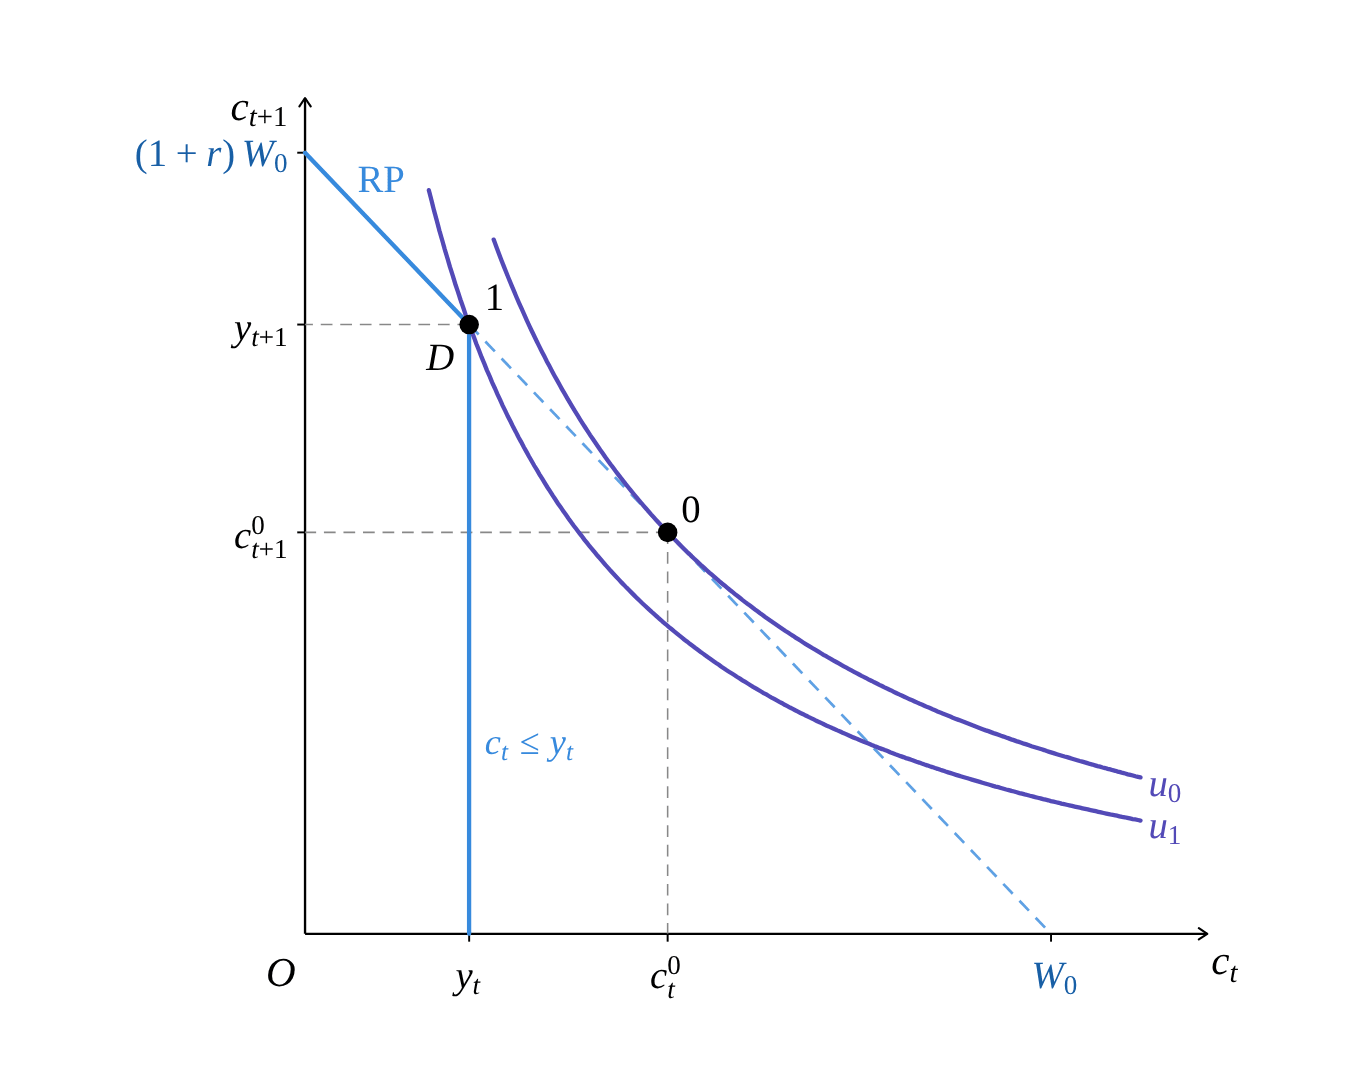 c_{t+1}
(1 + r) W_0
RP
1
y_{t+1}
D
0
c^0_{t+1}
c_t ≤ y_t
u_0
u_1
O
y_t
c^0_t
W_0
c_t